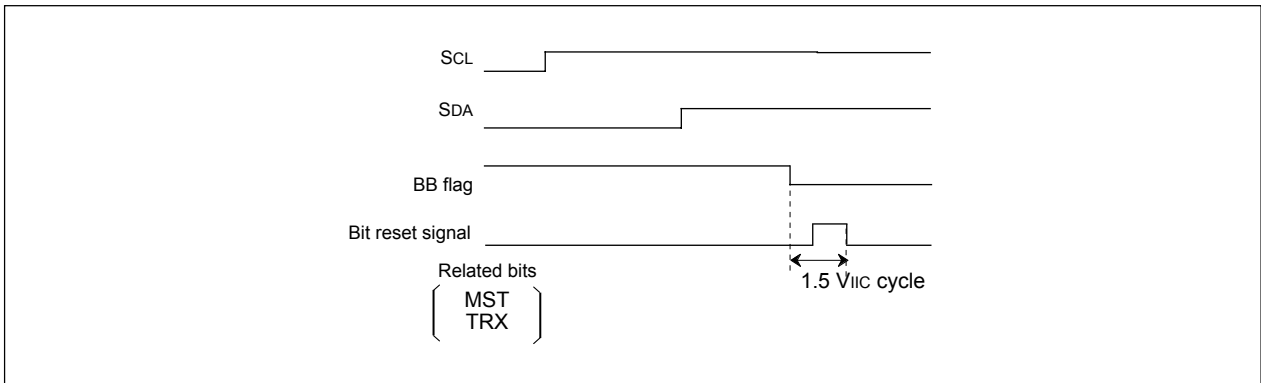 SCL
SDA
BB flag
Bit reset signal
Related bits
MST
TRX
1.5 VIIC cycle